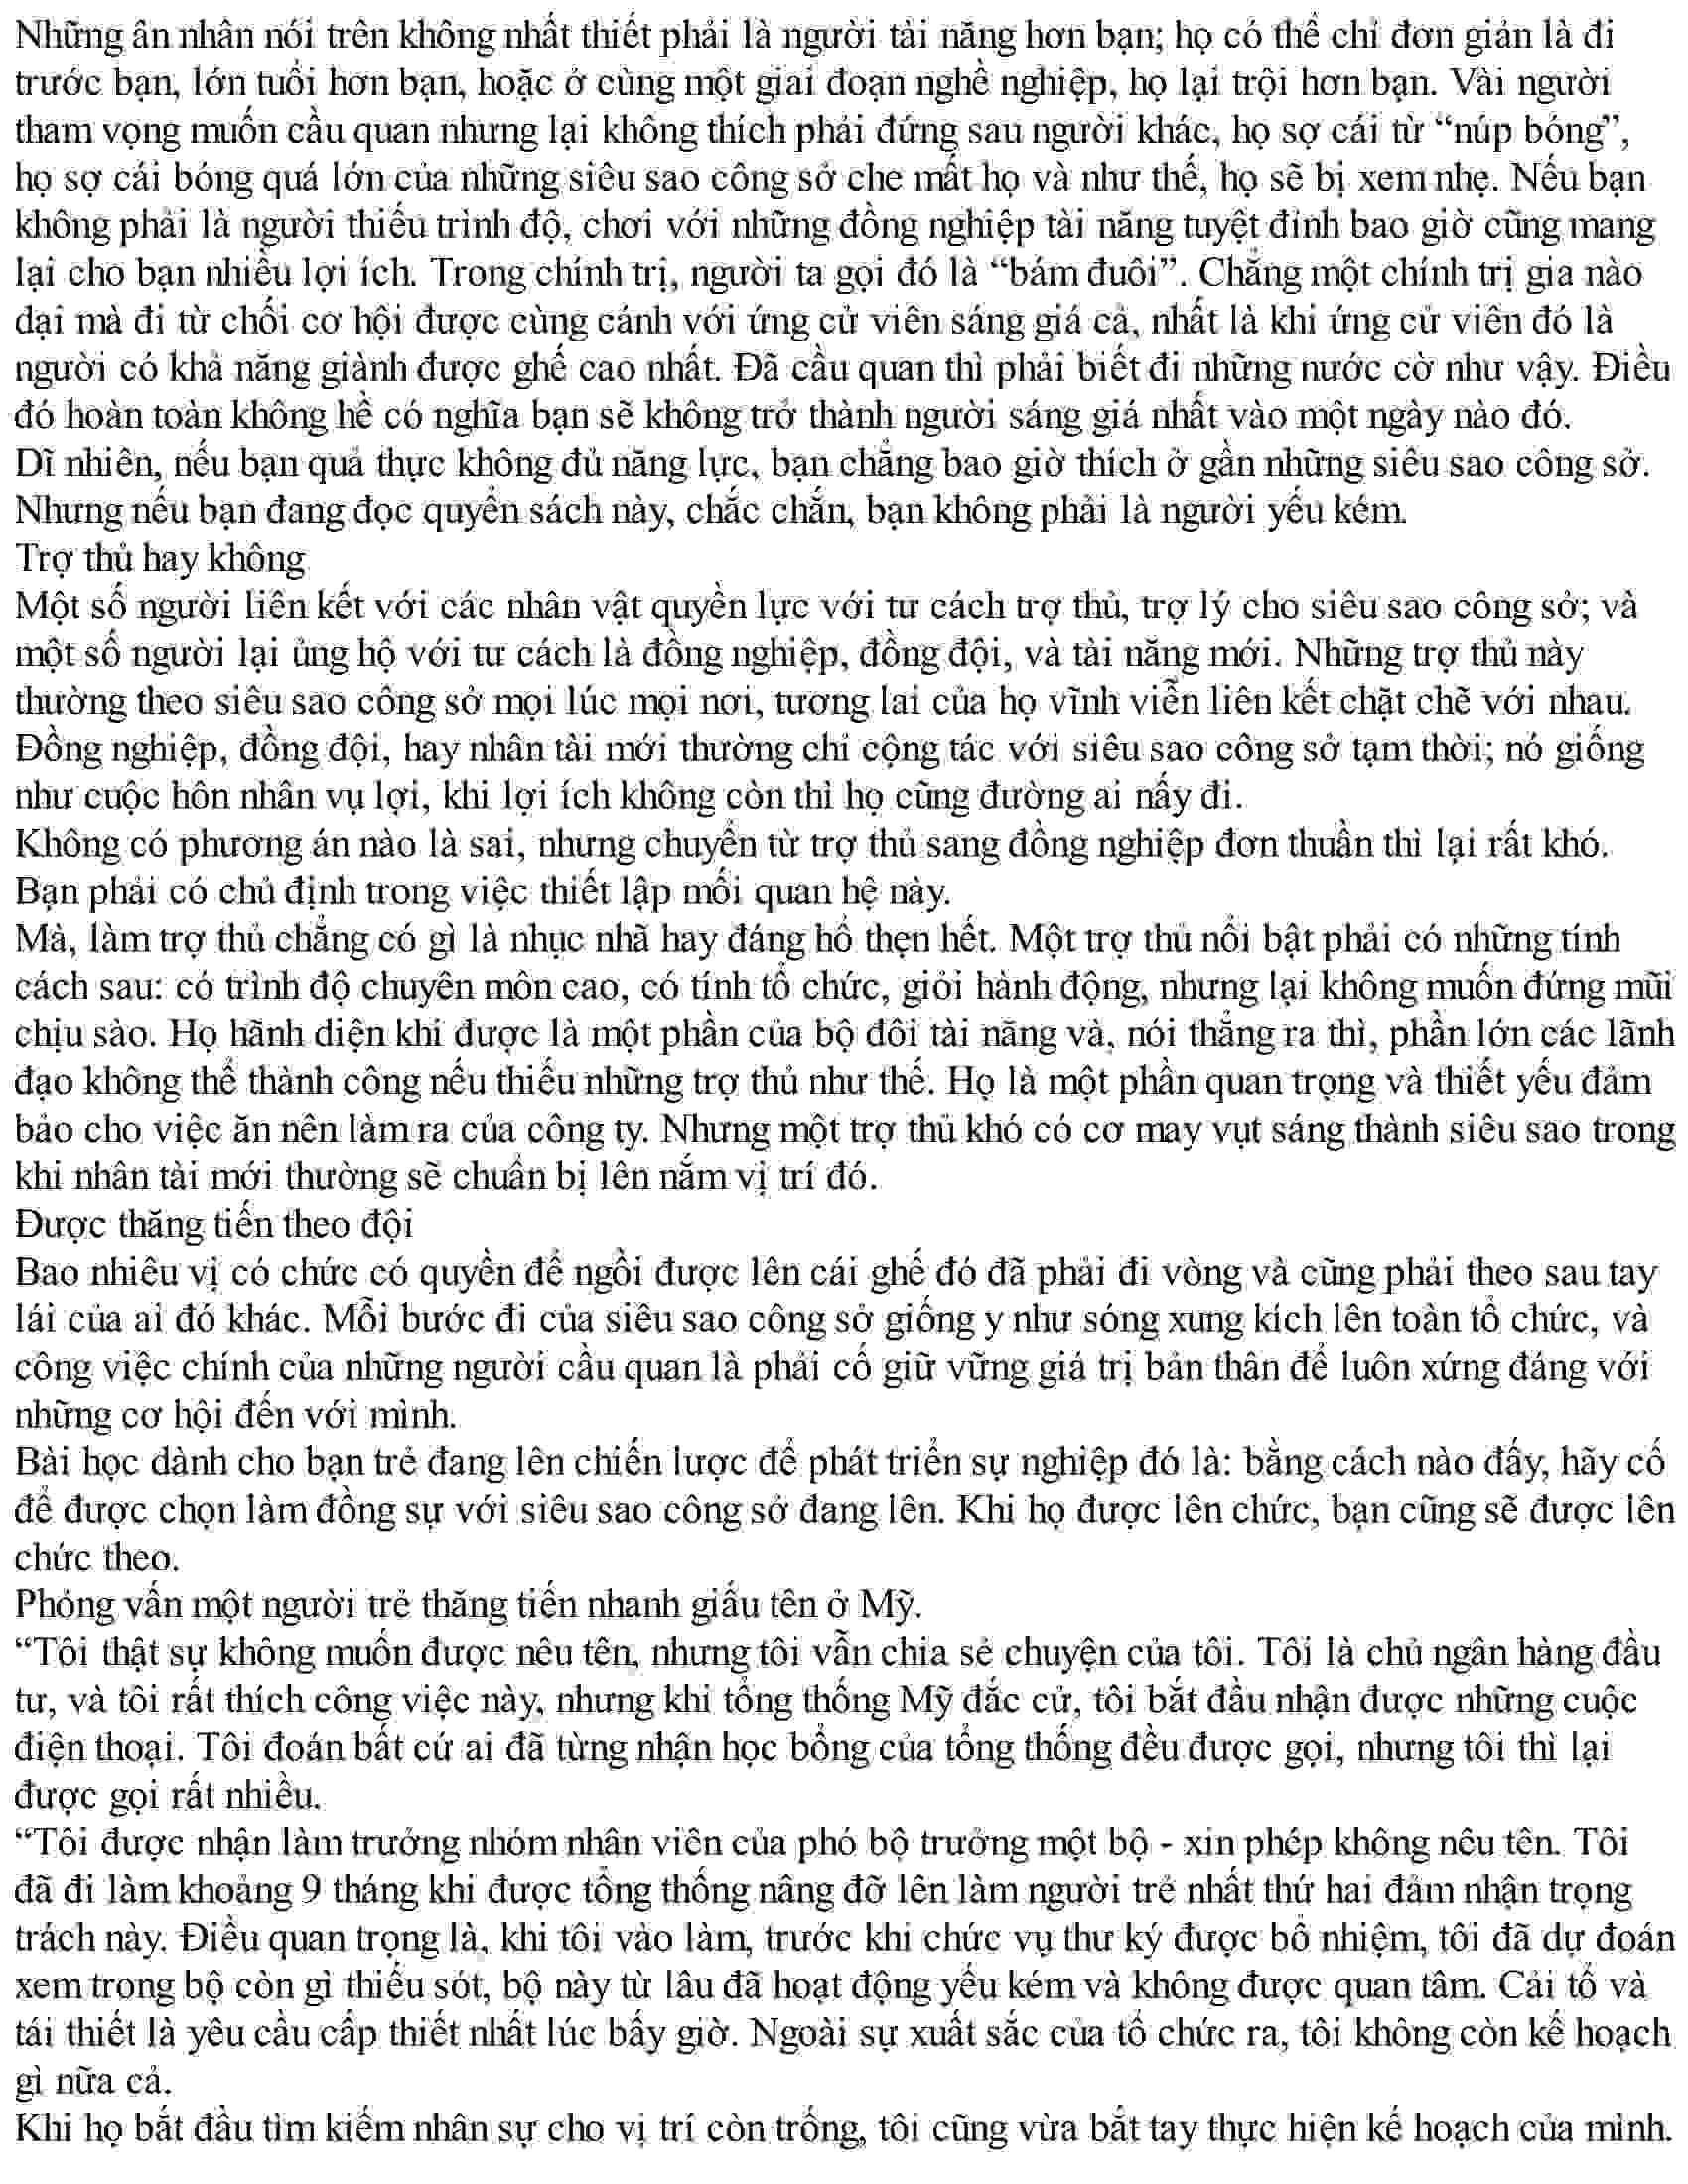 Những ân nhân nói trên không nhất thiết phải là người tài năng hơn bạn; họ có thể chỉ đơn giản là đi
trước bạn, lớn tuổi hơn bạn, hoặc ở cùng một giai đoạn nghề nghiệp, họ lại trội hơn bạn. Vài người
tham vọng muốn cầu quan nhưng lại không thích phải đứng sau người khác, họ sợ cái từ “núp bóng”,
họ sợ cái bóng quá lớn của những siêu sao công sở che mất họ và như thế, họ sẽ bị xem nhẹ. Nếu bạn
không phải là người thiếu trình độ, chơi với những đồng nghiệp tài năng tuyệt đỉnh bao giờ cũng mang
lại cho bạn nhiều lợi ích. Trong chính trị, người ta gọi đó là “bám đuôi”. Chẳng một chính trị gia nào
dại mà đi từ chối cơ hội được cùng cánh với ứng cử viên sáng giá cả, nhất là khi ứng cử viên đó là
người có khả năng giành được ghế cao nhất. Đã cầu quan thì phải biết đi những nước cờ như vậy. Điều
đó hoàn toàn không hề có nghĩa bạn sẽ không trở thành người sáng giá nhất vào một ngày nào đó.
Dĩ nhiên, nếu bạn quả thực không đủ năng lực, bạn chẳng bao giờ thích ở gần những siêu sao công sở.
Nhưng nếu bạn đang đọc quyển sách này, chắc chắn, bạn không phải là người yếu kém.
Trợ thủ hay không
Một số người liên kết với các nhân vật quyền lực với tư cách trợ thủ, trợ lý cho siêu sao công sở; và
một số người lại ủng hộ với tư cách là đồng nghiệp, đồng đội, và tài năng mới. Những trợ thủ này
thường theo siêu sao công sở mọi lúc mọi nơi, tương lai của họ vĩnh viễn liên kết chặt chẽ với nhau.
Đồng nghiệp, đồng đội, hay nhân tài mới thường chỉ cộng tác với siêu sao công sở tạm thời; nó giống
như cuộc hôn nhân vụ lợi, khi lợi ích không còn thì họ cũng đường ai nấy đi.
Không có phương án nào là sai, nhưng chuyển từ trợ thủ sang đồng nghiệp đơn thuần thì lại rất khó.
Bạn phải có chủ định trong việc thiết lập mối quan hệ này.
Mà, làm trợ thủ chẳng có gì là nhục nhã hay đáng hổ thẹn hết. Một trợ thủ nổi bật phải có những tính
cách sau: có trình độ chuyên môn cao, có tính tổ chức, giỏi hành động, nhưng lại không muốn đứng mũi
chịu sào. Họ hãnh diện khi được là một phần của bộ đôi tài năng và, nói thẳng ra thì, phần lớn các lãnh
đạo không thể thành công nếu thiếu những trợ thủ như thế. Họ là một phần quan trọng và thiết yếu đảm
bảo cho việc ăn nên làm ra của công ty. Nhưng một trợ thủ khó có cơ may vụt sáng thành siêu sao trong
khi nhân tài mới thường sẽ chuẩn bị lên nắm vị trí đó.
Được thăng tiến theo đội
Bao nhiêu vị có chức có quyền để ngồi được lên cái ghế đó đã phải đi vòng và cũng phải theo sau tay
lái của ai đó khác. Mỗi bước đi của siêu sao công sở giống y như sóng xung kích lên toàn tổ chức, và
công việc chính của những người cầu quan là phải cố giữ vững giá trị bản thân để luôn xứng đáng với
những cơ hội đến với mình.
Bài học dành cho bạn trẻ đang lên chiến lược để phát triển sự nghiệp đó là: bằng cách nào đấy, hãy cố
để được chọn làm đồng sự với siêu sao công sở đang lên. Khi họ được lên chức, bạn cũng sẽ được lên
chức theo.
Phỏng vấn một người trẻ thăng tiến nhanh giấu tên ở Mỹ.
“Tôi thật sự không muốn được nêu tên, nhưng tôi vẫn chia sẻ chuyện của tôi. Tôi là chủ ngân hàng đầu
tư, và tôi rất thích công việc này, nhưng khi tổng thống Mỹ đắc cử, tôi bắt đầu nhận được những cuộc
điện thoại. Tôi đoán bất cứ ai đã từng nhận học bổng của tổng thống đều được gọi, nhưng tôi thì lại
được gọi rất nhiều.
“Tôi được nhận làm trưởng nhóm nhân viên của phó bộ trưởng một bộ - xin phép không nêu tên. Tôi
đã đi làm khoảng 9 tháng khi được tổng thống nâng đỡ lên làm người trẻ nhất thứ hai đảm nhận trọng
trách này. Điều quan trọng là, khi tôi vào làm, trước khi chức vụ thư ký được bổ nhiệm, tôi đã dự đoán
xem trong bộ còn gì thiếu sót, bộ này từ lâu đã hoạt động yếu kém và không được quan tâm. Cải tổ và
tái thiết là yêu cầu cấp thiết nhất lúc bấy giờ. Ngoài sự xuất sắc của tổ chức ra, tôi không còn kế hoạch
gì nữa cả.
Khi họ bắt đầu tìm kiếm nhân sự cho vị trí còn trống, tôi cũng vừa bắt tay thực hiện kế hoạch của mình.